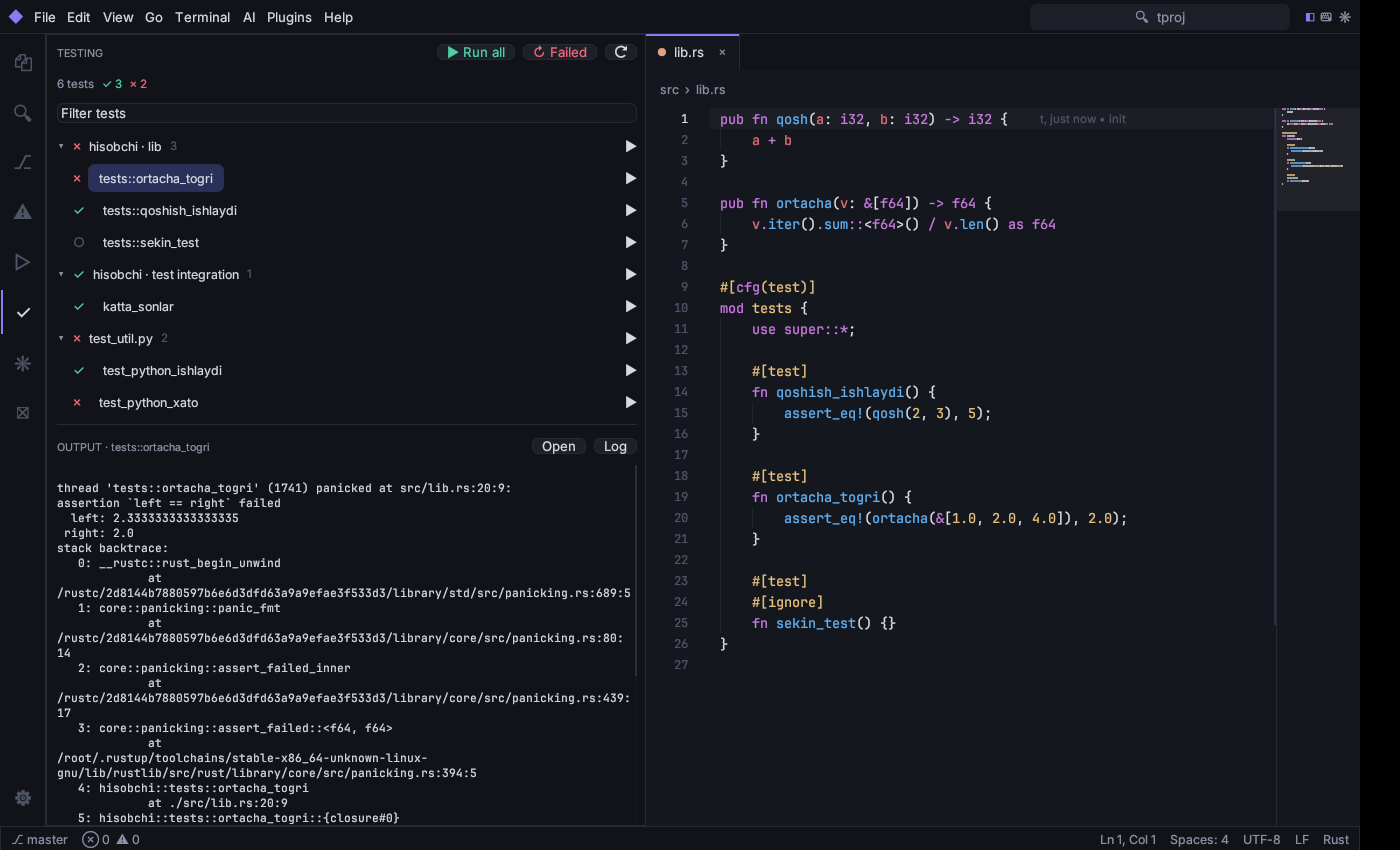 File Edit View Go Terminal AI Plugins Help
tproj
TESTING
Run all
Failed
6 tests ✓ 3 × 2
Filter tests
hisobchi · lib 3
tests::ortacha_togri
tests::qoshish_ishlaydi
tests::sekin_test
hisobchi · test integration 1
katta_sonlar
test_util.py 2
test_python_ishlaydi
test_python_xato
OUTPUT · tests::ortacha_togri
Open
Log
thread 'tests::ortacha_togri' (1741) panicked at src/lib.rs:20:9:
assertion `left == right` failed
left: 2.3333333333333335
right: 2.0
stack backtrace:
0: __rustc::rust_begin_unwind
at
/rustc/2d8144b7880597b6e6d3dfd63a9a9efae3f533d3/library/std/src/panicking.rs:689:5
1: core::panicking::panic_fmt
at
/rustc/2d8144b7880597b6e6d3dfd63a9a9efae3f533d3/library/core/src/panicking.rs:80:
14
2: core::panicking::assert_failed_inner
at
/rustc/2d8144b7880597b6e6d3dfd63a9a9efae3f533d3/library/core/src/panicking.rs:439:
17
3: core::panicking::assert_failed::<f64, f64>
at
/root/.rustup/toolchains/stable-x86_64-unknown-linux-
gnu/lib/rustlib/src/rust/library/core/src/panicking.rs:394:5
4: hisobchi::tests::ortacha_togri
at ./src/lib.rs:20:9
5: hisobchi::tests::ortacha_togri::{closure#0}
lib.rs ×
src › lib.rs
1 pub fn qosh(a: i32, b: i32) -> i32 { t, just now • init
2 a + b
3 }
4
5 pub fn ortacha(v: &[f64]) -> f64 {
6 v.iter().sum::<f64>() / v.len() as f64
7 }
8
9 #[cfg(test)]
10 mod tests {
11 use super::*;
12
13 #[test]
14 fn qoshish_ishlaydi() {
15 assert_eq!(qosh(2, 3), 5);
16 }
17
18 #[test]
19 fn ortacha_togri() {
20 assert_eq!(ortacha(&[1.0, 2.0, 4.0]), 2.0);
21 }
22
23 #[test]
24 #[ignore]
25 fn sekin_test() {}
26 }
27
master 0 0
Ln 1, Col 1 Spaces: 4 UTF-8 LF Rust